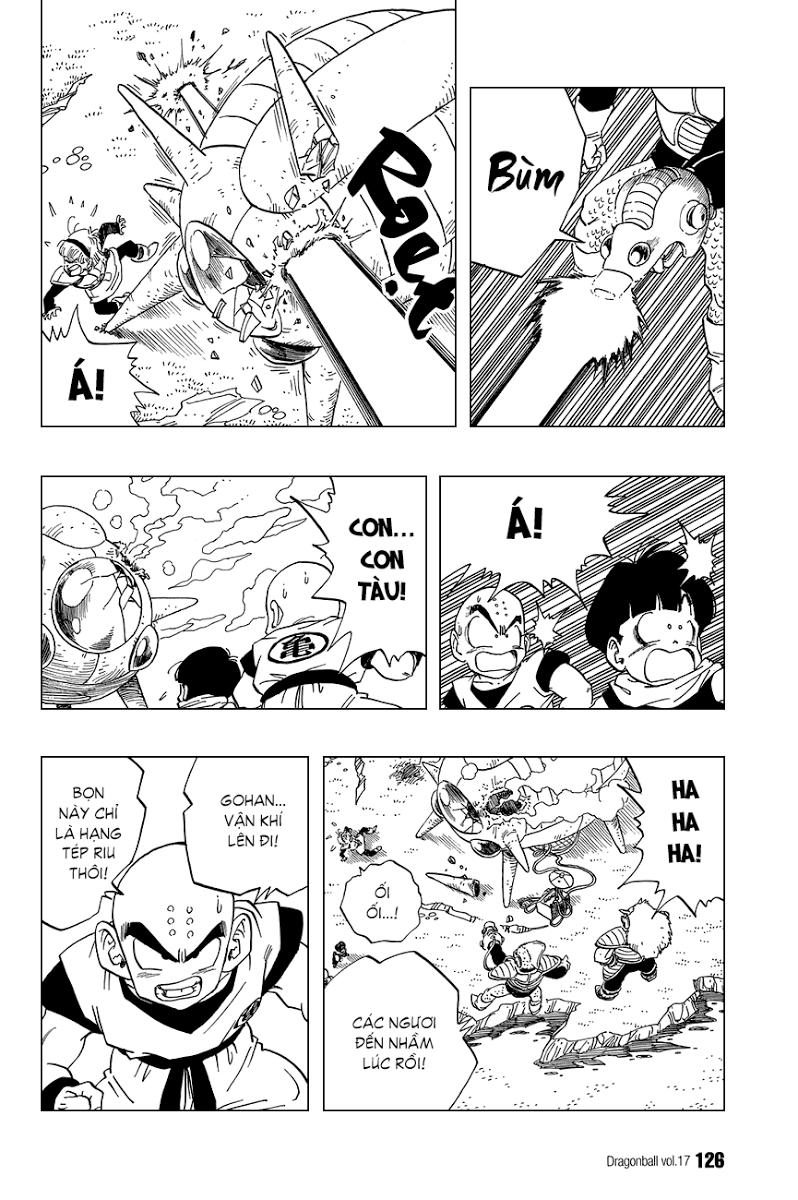 Bùm
Roẹt
Á!
Á!
CON...
CON
TÀU!
HA
HA
HA!
ỐI
ỐI...!
CÁC NGƯƠI
ĐẾN NHẦM
LÚC RỒI!
GOHAN...
VẬN KHÍ
LÊN ĐI!
BỌN
NÀY CHỈ
LÀ HẠNG
TÉP RIU
THÔI!
亀
Dragonball vol.17 126